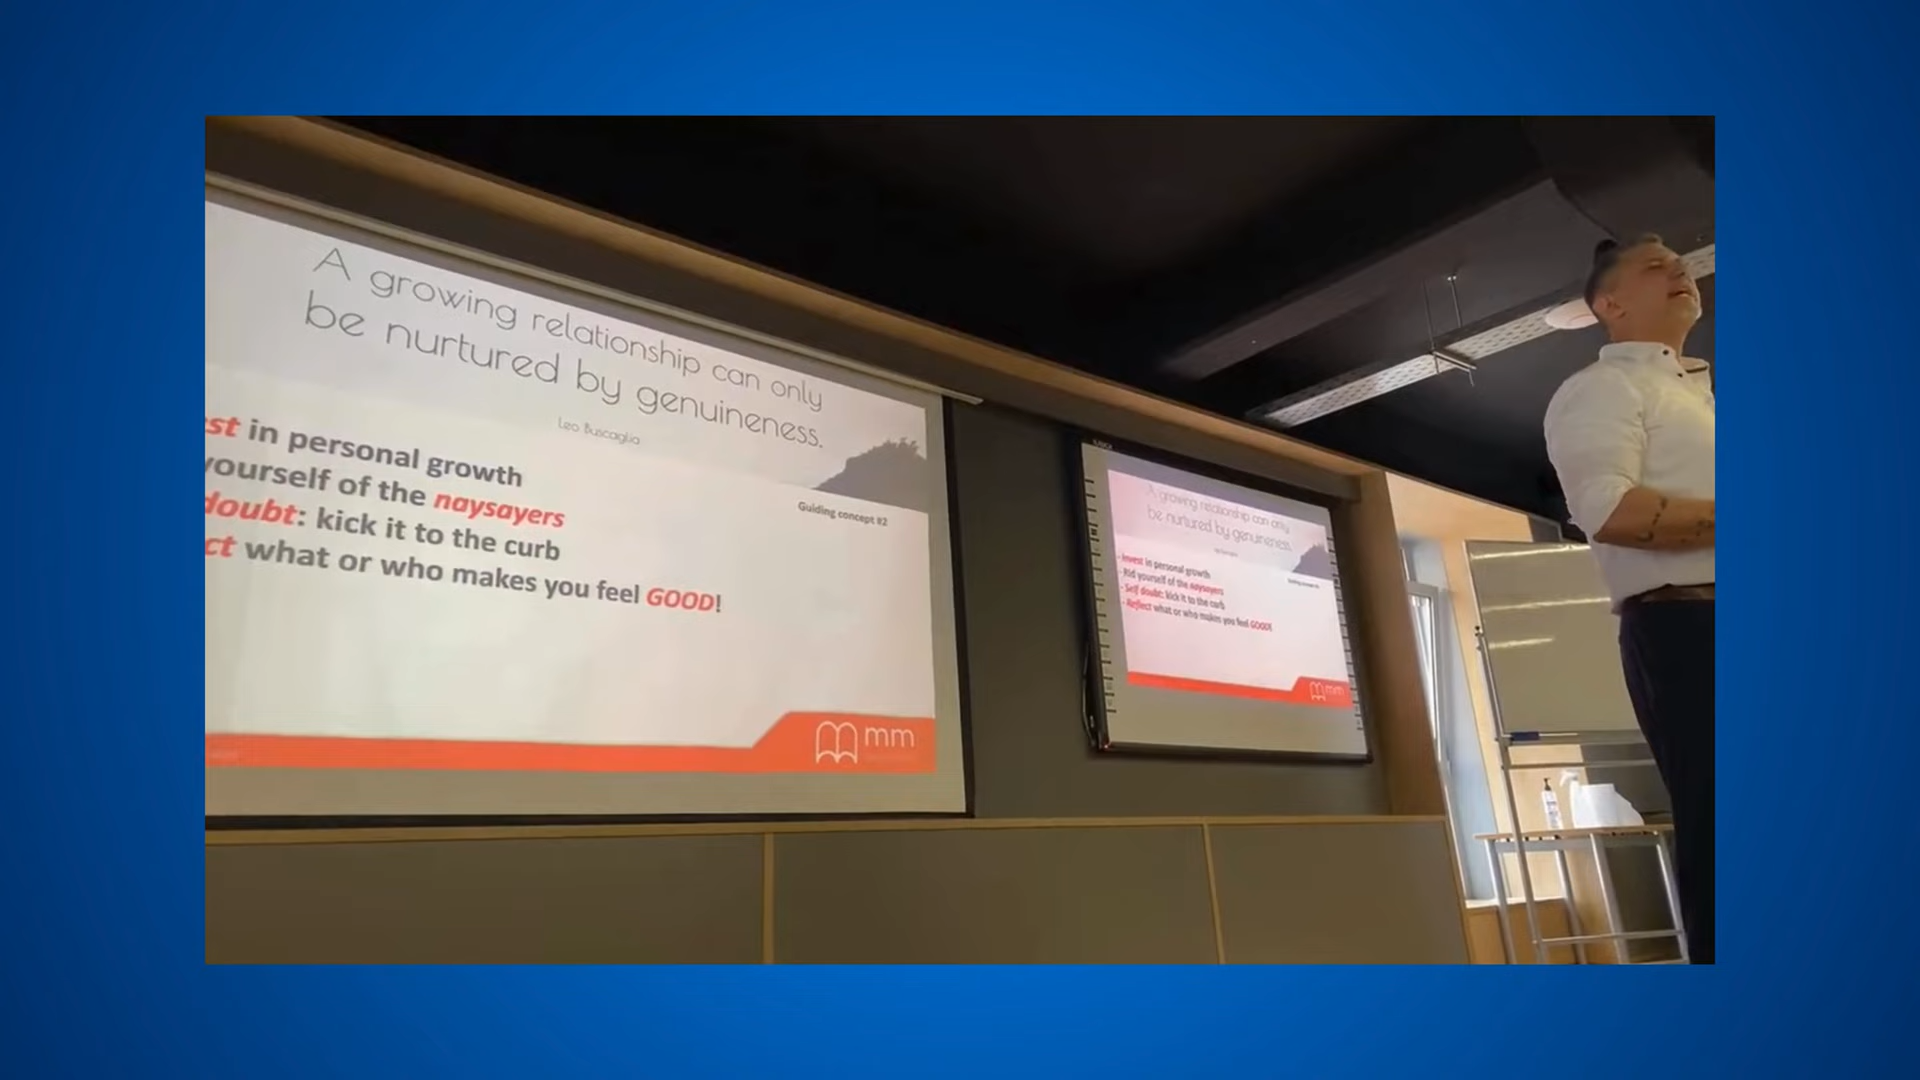 A growing relationship can only
be nurtured by genuineness.
Leo Buscaglia
st in personal growth
yourself of the naysayers
doubt: kick it to the curb
ct what or who makes you feel GOOD!
Guiding concept #2
mm
A growing relationship can only
be nurtured by genuineness.
- Invest in personal growth
- Rid yourself of the naysayers
- Self doubt: kick it to the curb
- Reflect what or who makes you feel GOOD!
mm